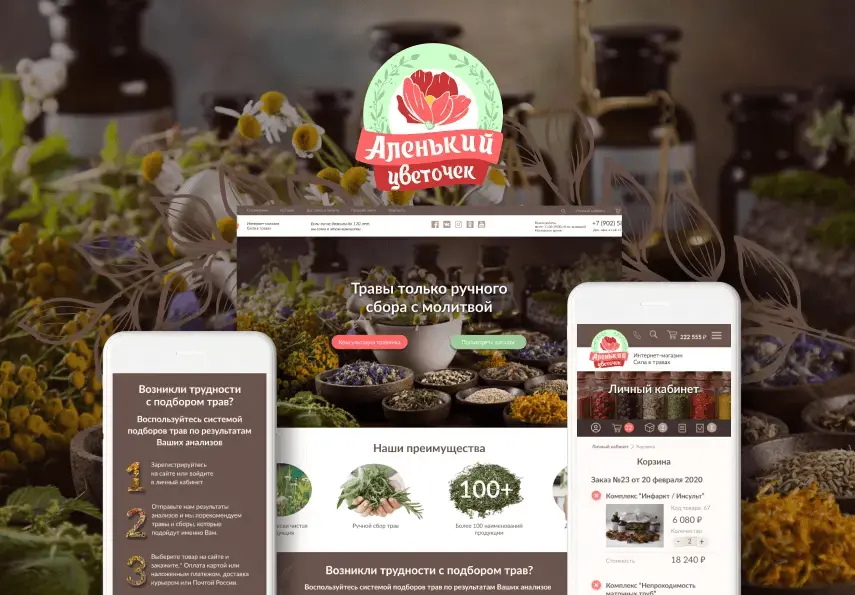 Аленький
цветочек
Интернет-магазин
Сила в травах
+7 (902) 5
Травы только ручного
сбора с молитвой
Консультация травника
Посмотреть каталог
Наши преимущества
100+
Ручной сбор трав
Более 100 наименований
продукции
Возникли трудности с подбором трав?
Воспользуйтесь системой подборов трав по результатам Ваших анализов
Возникли трудности
с подбором трав?
Воспользуйтесь системой
подборов трав по результатам
Ваших анализов
1
Зарегистрируйтесь
на сайте или войдите
в личный кабинет
2
Отправьте нам результаты
анализов и мы порекомендуем
травы и сборы, которые
подойдут именно Вам.
3
Выберите товар на сайте и
закажите." Оплата картой или
наложенным платежом, доставка
курьером или Почтой России.
222 555 ₽
Аленький
цветочек
Интернет-магазин
Сила в травах
Личный кабинет
Личный кабинет > Корзина
Корзина
Заказ №23 от 20 февраля 2020
Комплекс "Инфаркт / Инсульт"
Код товара: 67
6 080 ₽
Количество
- 2 +
Стоимость
18 240 ₽
Комплекс "Непроходимость
маточных труб"